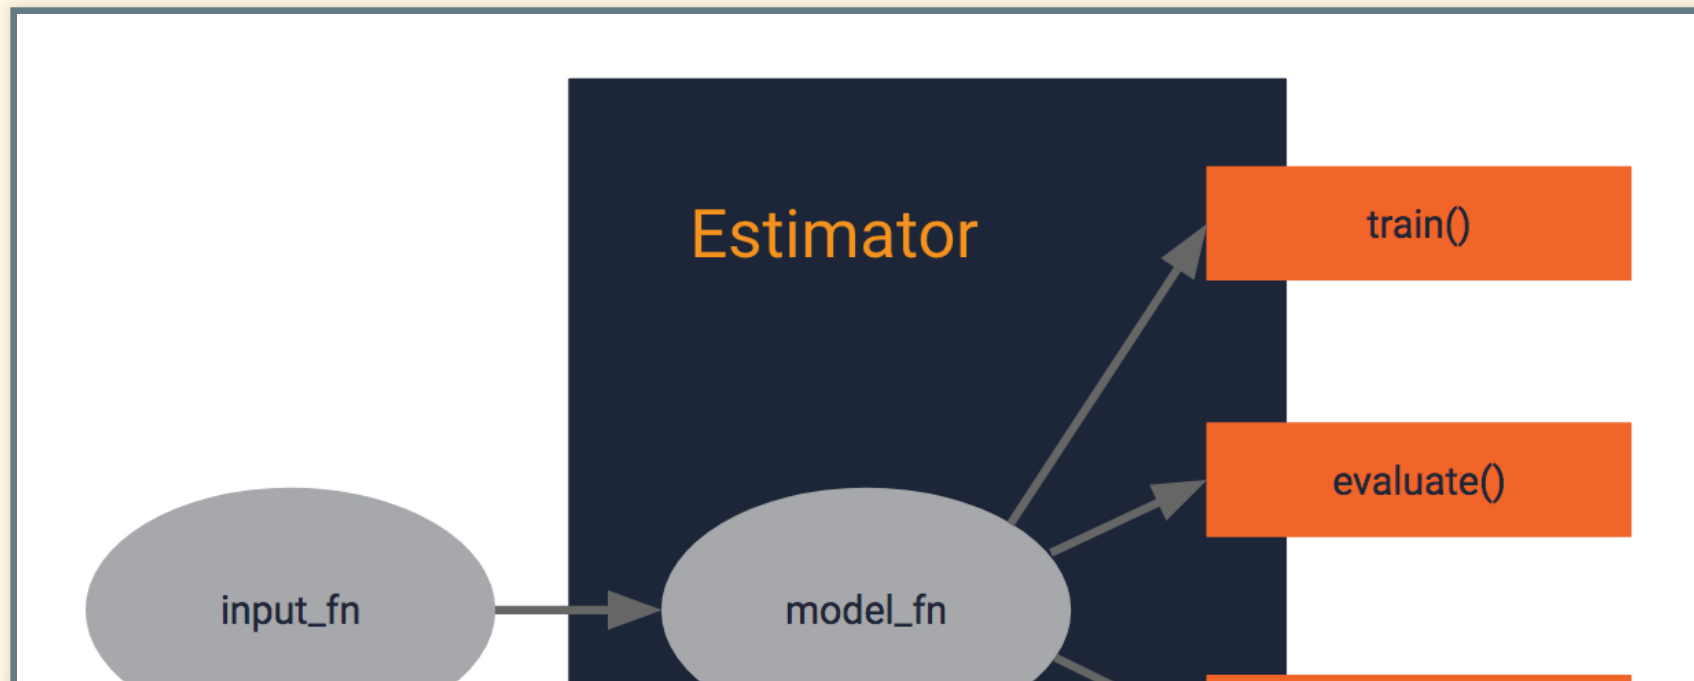 Estimator
train()
evaluate()
input_fn
model_fn